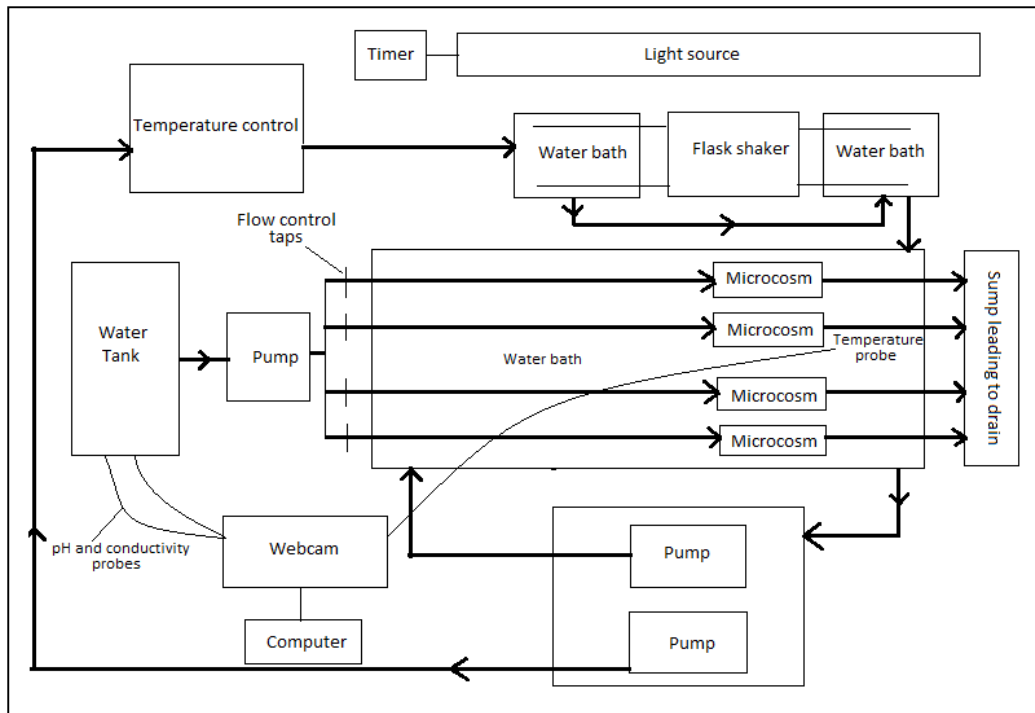 Timer
Light source
Temperature control
Water bath
Flask shaker
Water bath
Flow control
taps
Microcosm
Sump leading to drain
Water
Tank
Pump
Microcosm
Water bath
Temperature
probe
Microcosm
Microcosm
pH and conductivity
probes
Webcam
Pump
Computer
Pump